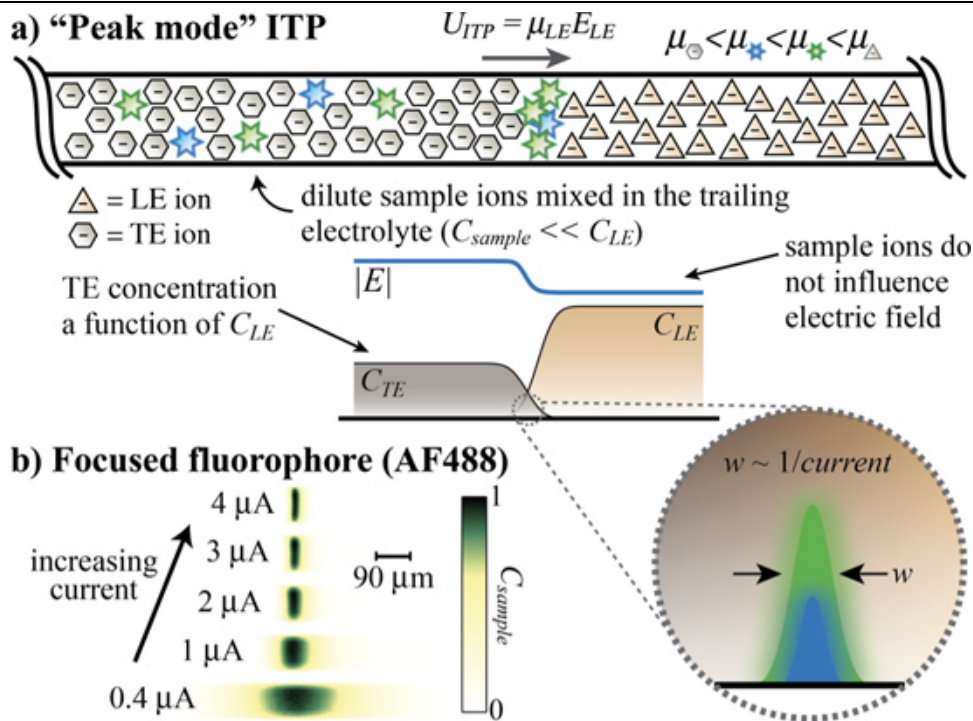 a) “Peak mode” ITP
U_ITP = μ_LE E_LE
μ < μ < μ < μ
= LE ion
= TE ion
dilute sample ions mixed in the trailing
electrolyte (C_sample << C_LE)
TE concentration
a function of C_LE
|E|
sample ions do
not influence
electric field
C_TE
C_LE
b) Focused fluorophore (AF488)
increasing
current
4 μA
3 μA
2 μA
1 μA
0.4 μA
90 μm
1
C_sample
0
w ~ 1/current
w